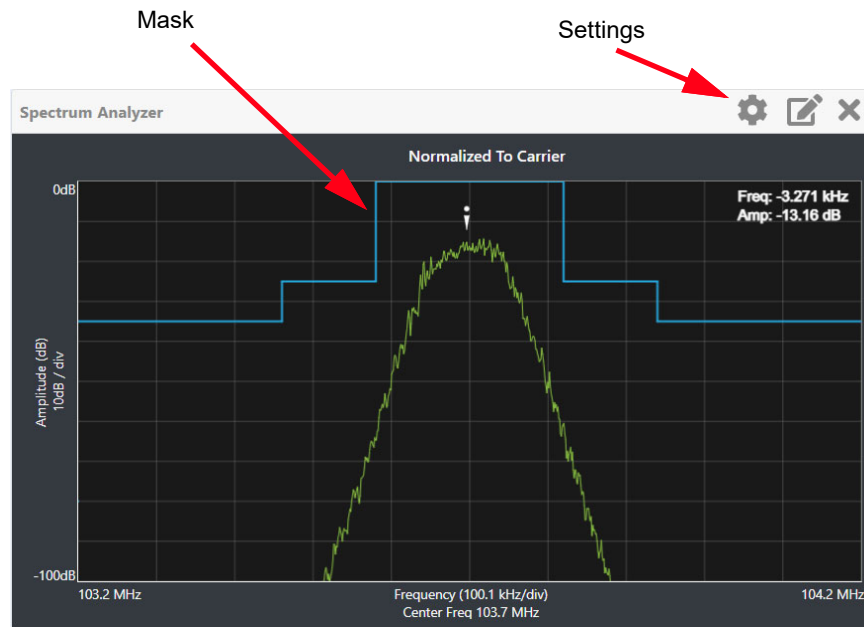 Mask
Settings
Spectrum Analyzer
Normalized To Carrier
0dB
Freq: -3.271 kHz
Amp: -13.16 dB
Amplitude (dB)
10dB / div
-100dB
103.2 MHz
Frequency (100.1 kHz/div)
104.2 MHz
Center Freq 103.7 MHz